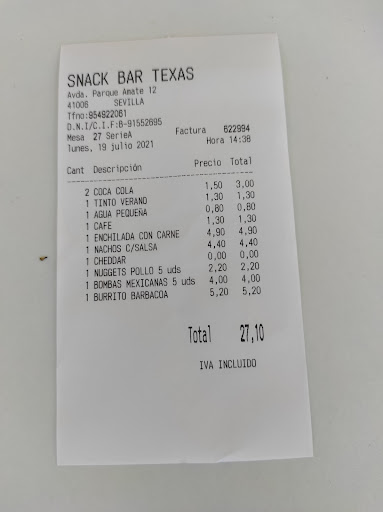 SNACK BAR TEXAS
Avda. Parque Amate 12
41006 SEVILLA
Tfno:954922061
D.N.I/C.I.F:B-91552695
Mesa 27 SerieA Factura 622994
lunes, 19 julio 2021 Hora 14:38
Cant Descripción Precio Total
2 COCA COLA 1,50 3,00
1 TINTO VERANO 1,30 1,30
1 AGUA PEQUEÑA 0,80 0,80
1 CAFE 1,30 1,30
1 ENCHILADA CON CARNE 4,90 4,90
1 NACHOS C/SALSA 4,40 4,40
1 CHEDDAR 0,00 0,00
1 NUGGETS POLLO 5 uds 2,20 2,20
1 BOMBAS MEXICANAS 5 uds 4,00 4,00
1 BURRITO BARBACOA 5,20 5,20
Total 27,10
IVA INCLUIDO